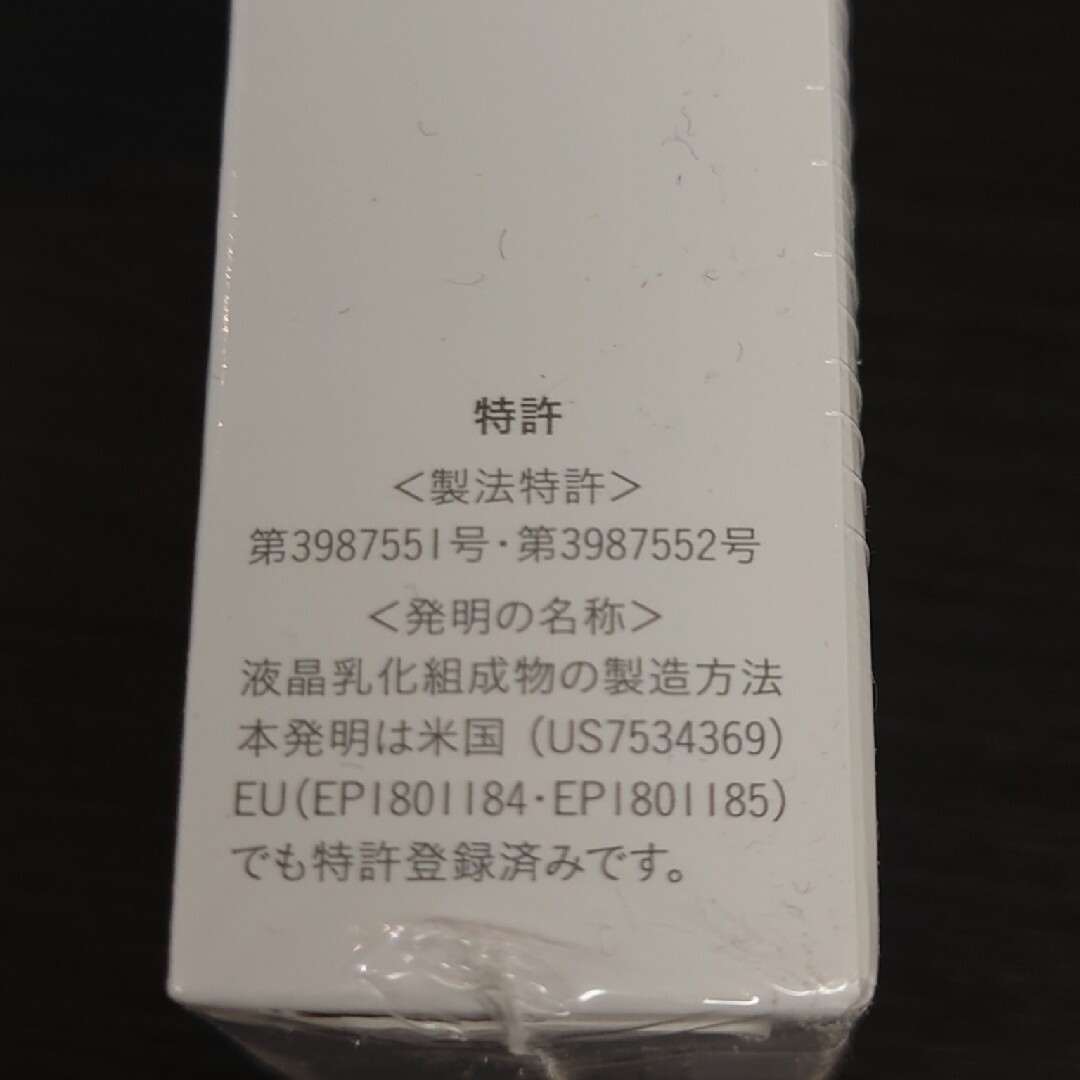 特許
＜製法特許＞
第3987551号・第3987552号
＜発明の名称＞
液晶乳化組成物の製造方法
本発明は米国（US7534369）
EU（EP1801184・EP1801185）
でも特許登録済みです。